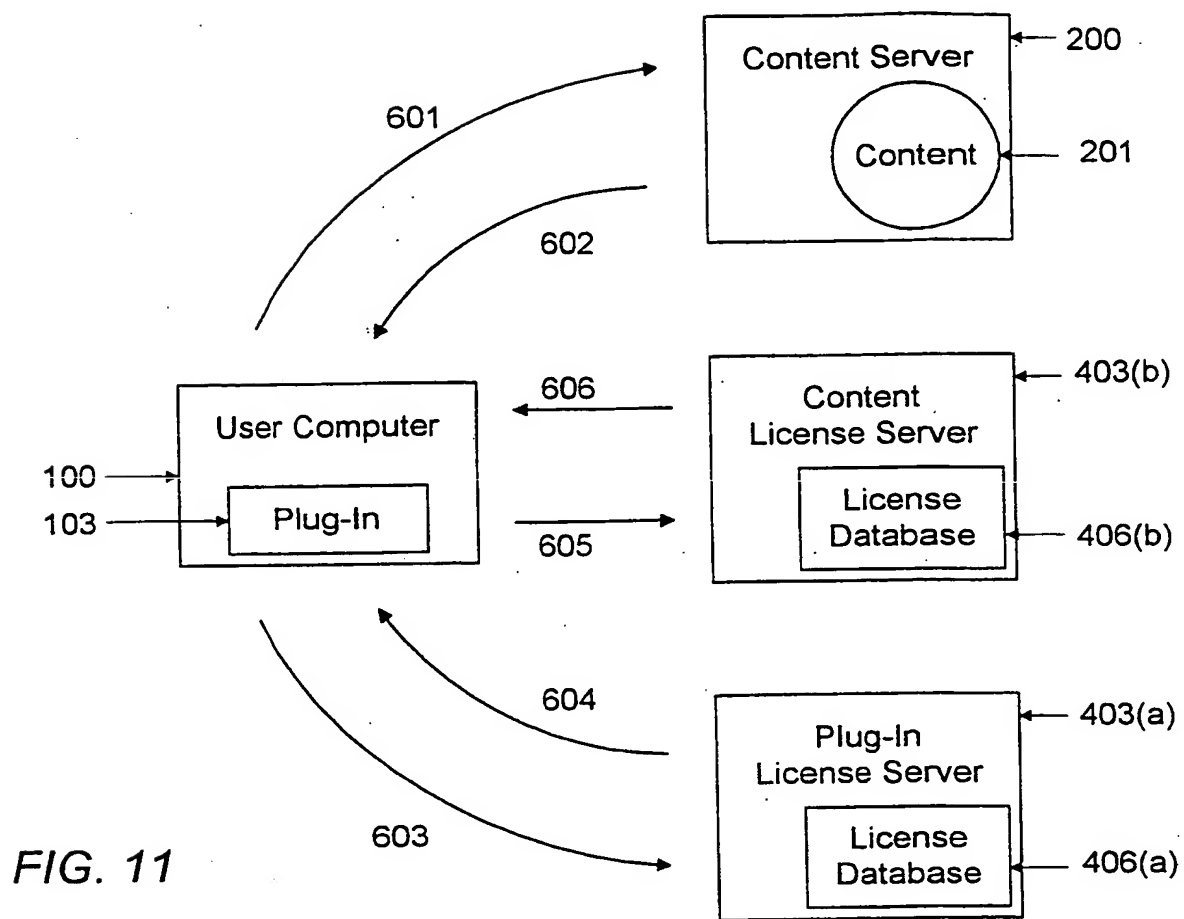 Content Server
200
601
Content
201
602
606
Content
License Server
403(b)
User Computer
100
103
Plug-In
605
License
Database
406(b)
604
Plug-In
License Server
403(a)
603
License
Database
406(a)
FIG. 11